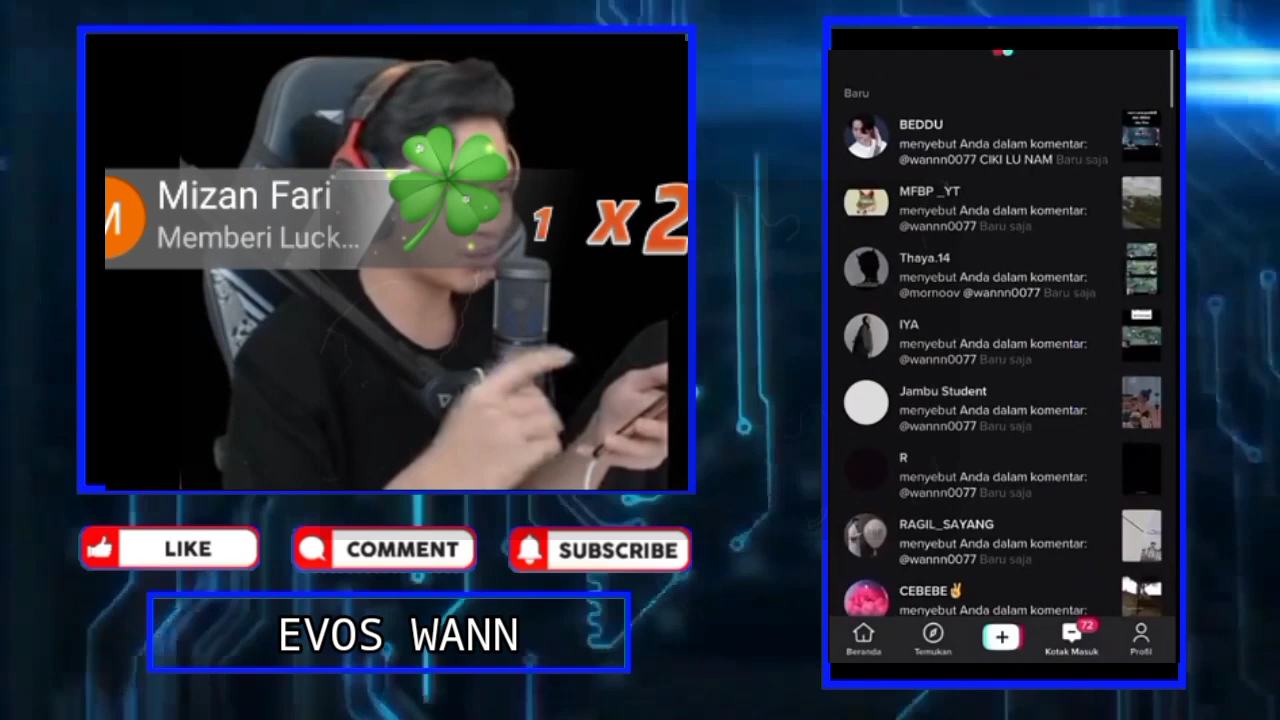 M
Mizan Fari
Memberi Luck...
1 x2
LIKE
COMMENT
SUBSCRIBE
EVOS WANN
Baru
BEDDU
menyebut Anda dalam komentar:
@wannn0077 CIKI LU NAM Baru saja
MFBP _YT
menyebut Anda dalam komentar:
@wannn0077 Baru saja
Thaya.14
menyebut Anda dalam komentar:
@mornoov @wannn0077 Baru saja
IYA
menyebut Anda dalam komentar:
@wannn0077 Baru saja
Jambu Student
menyebut Anda dalam komentar:
@wannn0077 Baru saja
R
menyebut Anda dalam komentar:
@wannn0077 Baru saja
RAGIL_SAYANG
menyebut Anda dalam komentar:
@wannn0077 Baru saja
CEBEBE✌
menyebut Anda dalam komentar:
72
Beranda Temukan Kotak Masuk Profil